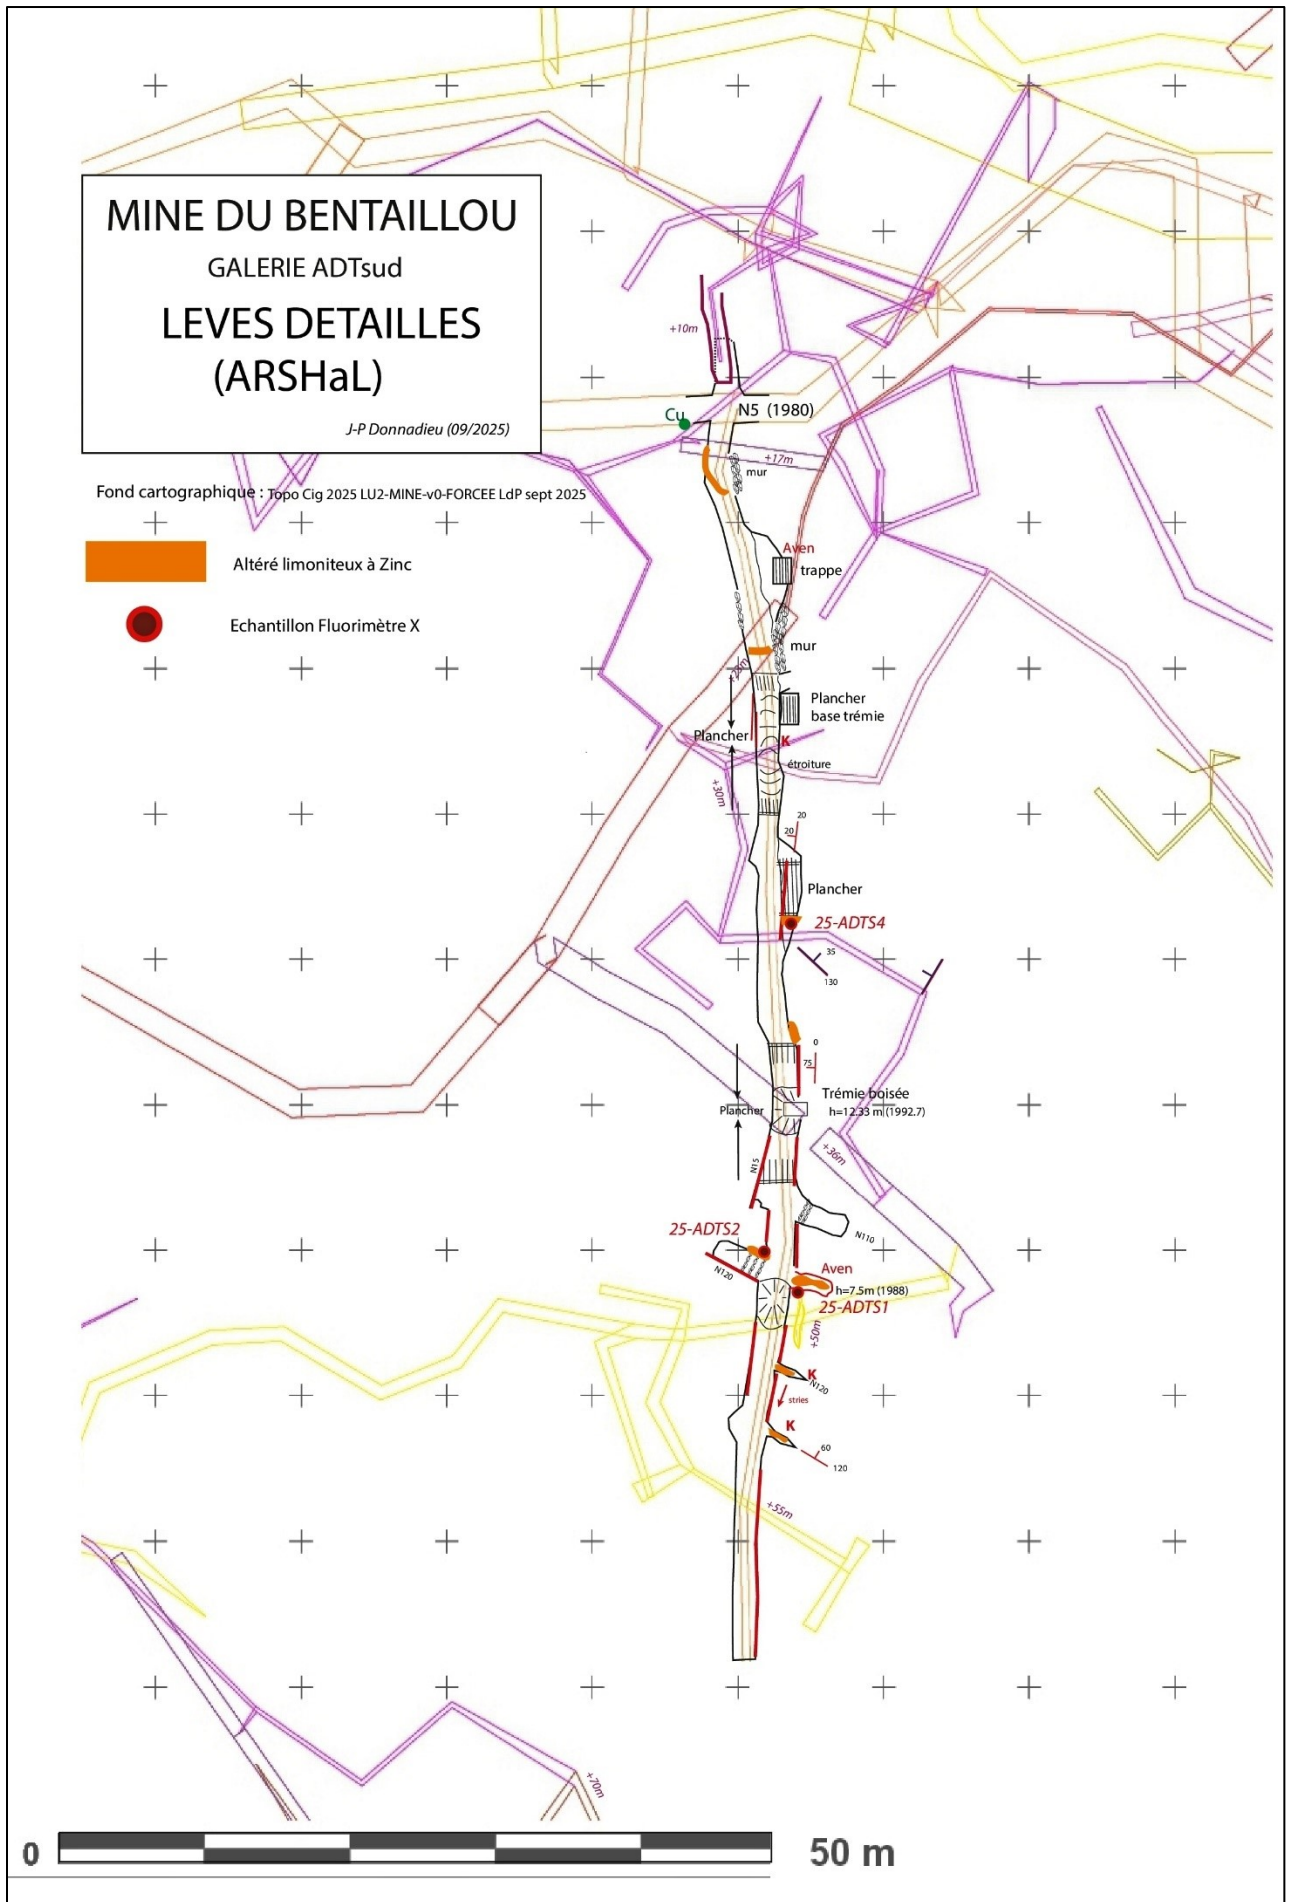 MINE DU BENTAILLOU
GALERIE ADTsud
LEVES DETAILLES
(ARSHaL)
J-P Donnadieu (09/2025)
Fond cartographique : Topo Cig 2025 LU2-MINE-v0-FORCEE LdP sept 2025
Altéré limoniteux à Zinc
Echantillon Fluorimètre X
+10m
Cu
N5 (1980)
+17m
mur
Aven
trappe
mur
+23m
Plancher
base trémie
Plancher
K
étroiture
+30m
20
20
Plancher
25-ADTS4
35
130
0
75
Trémie boisée
h=12.33 m (1992.7)
Plancher
+36m
N15
N110
25-ADTS2
N120
Aven
h=7.5m (1988)
25-ADTS1
+50m
K
N120
stries
K
60
120
+55m
+70m
0
50 m